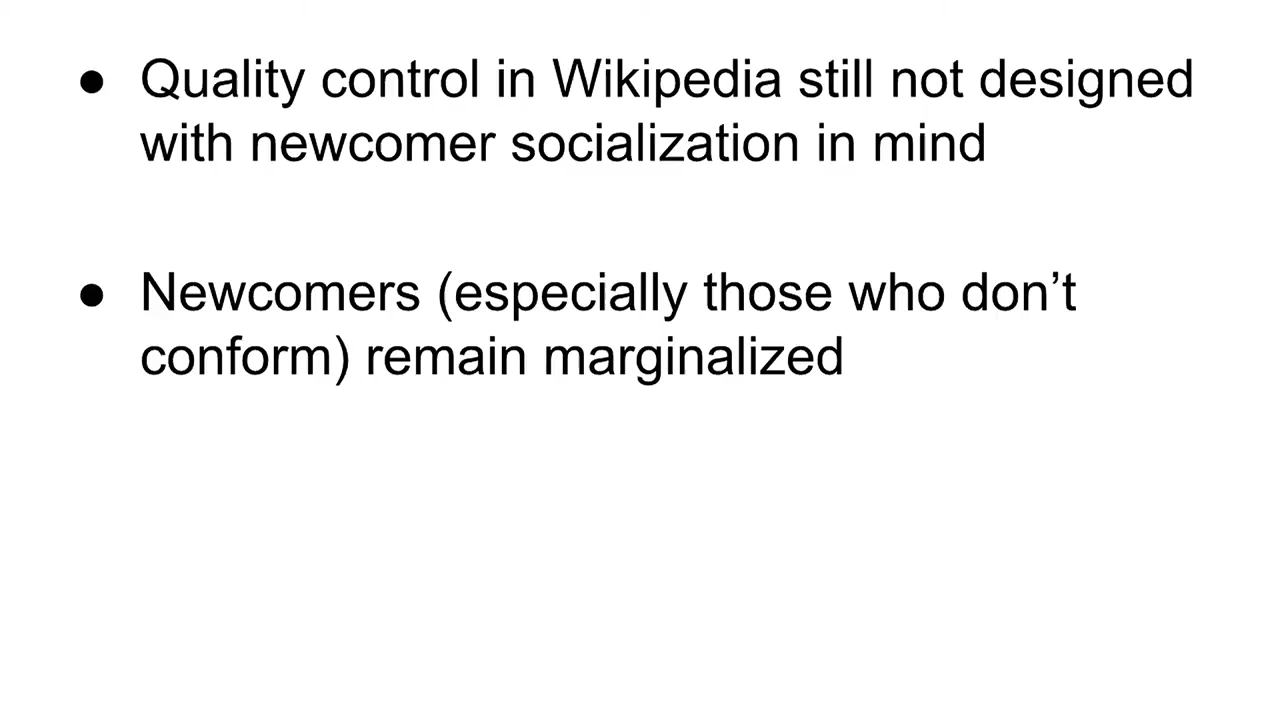 ● Quality control in Wikipedia still not designed
with newcomer socialization in mind
● Newcomers (especially those who don’t
conform) remain marginalized